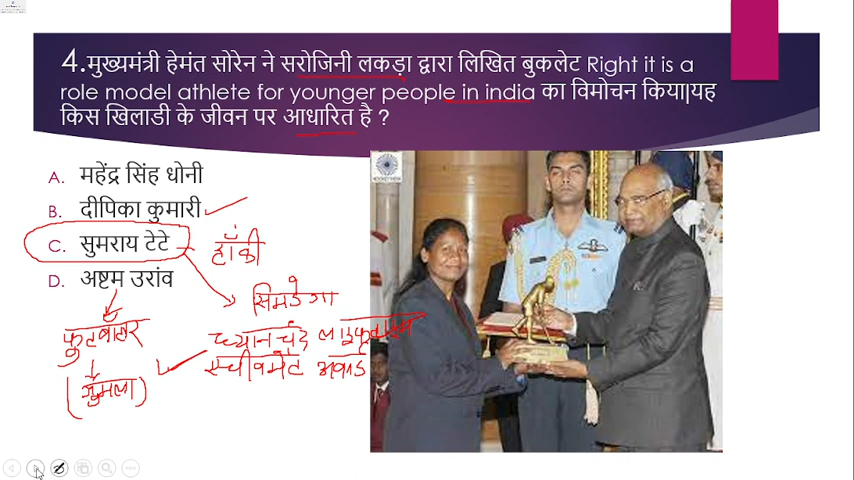 4.मुख्यमंत्री हेमंत सोरेन ने सरोजिनी लकड़ा द्वारा लिखित बुकलेट Right it is a
role model athlete for younger people in india का विमोचन किया|यह
किस खिलाडी के जीवन पर आधारित है ?
A. महेंद्र सिंह धोनी
B. दीपिका कुमारी
C. सुमराय टेटे
हॉकी
D. अष्टम उरांव
सिमडेगा
फुटबॉलर
ध्यानचंद लाइफटाइम
अचीवमेंट अवार्ड
(गुमला)